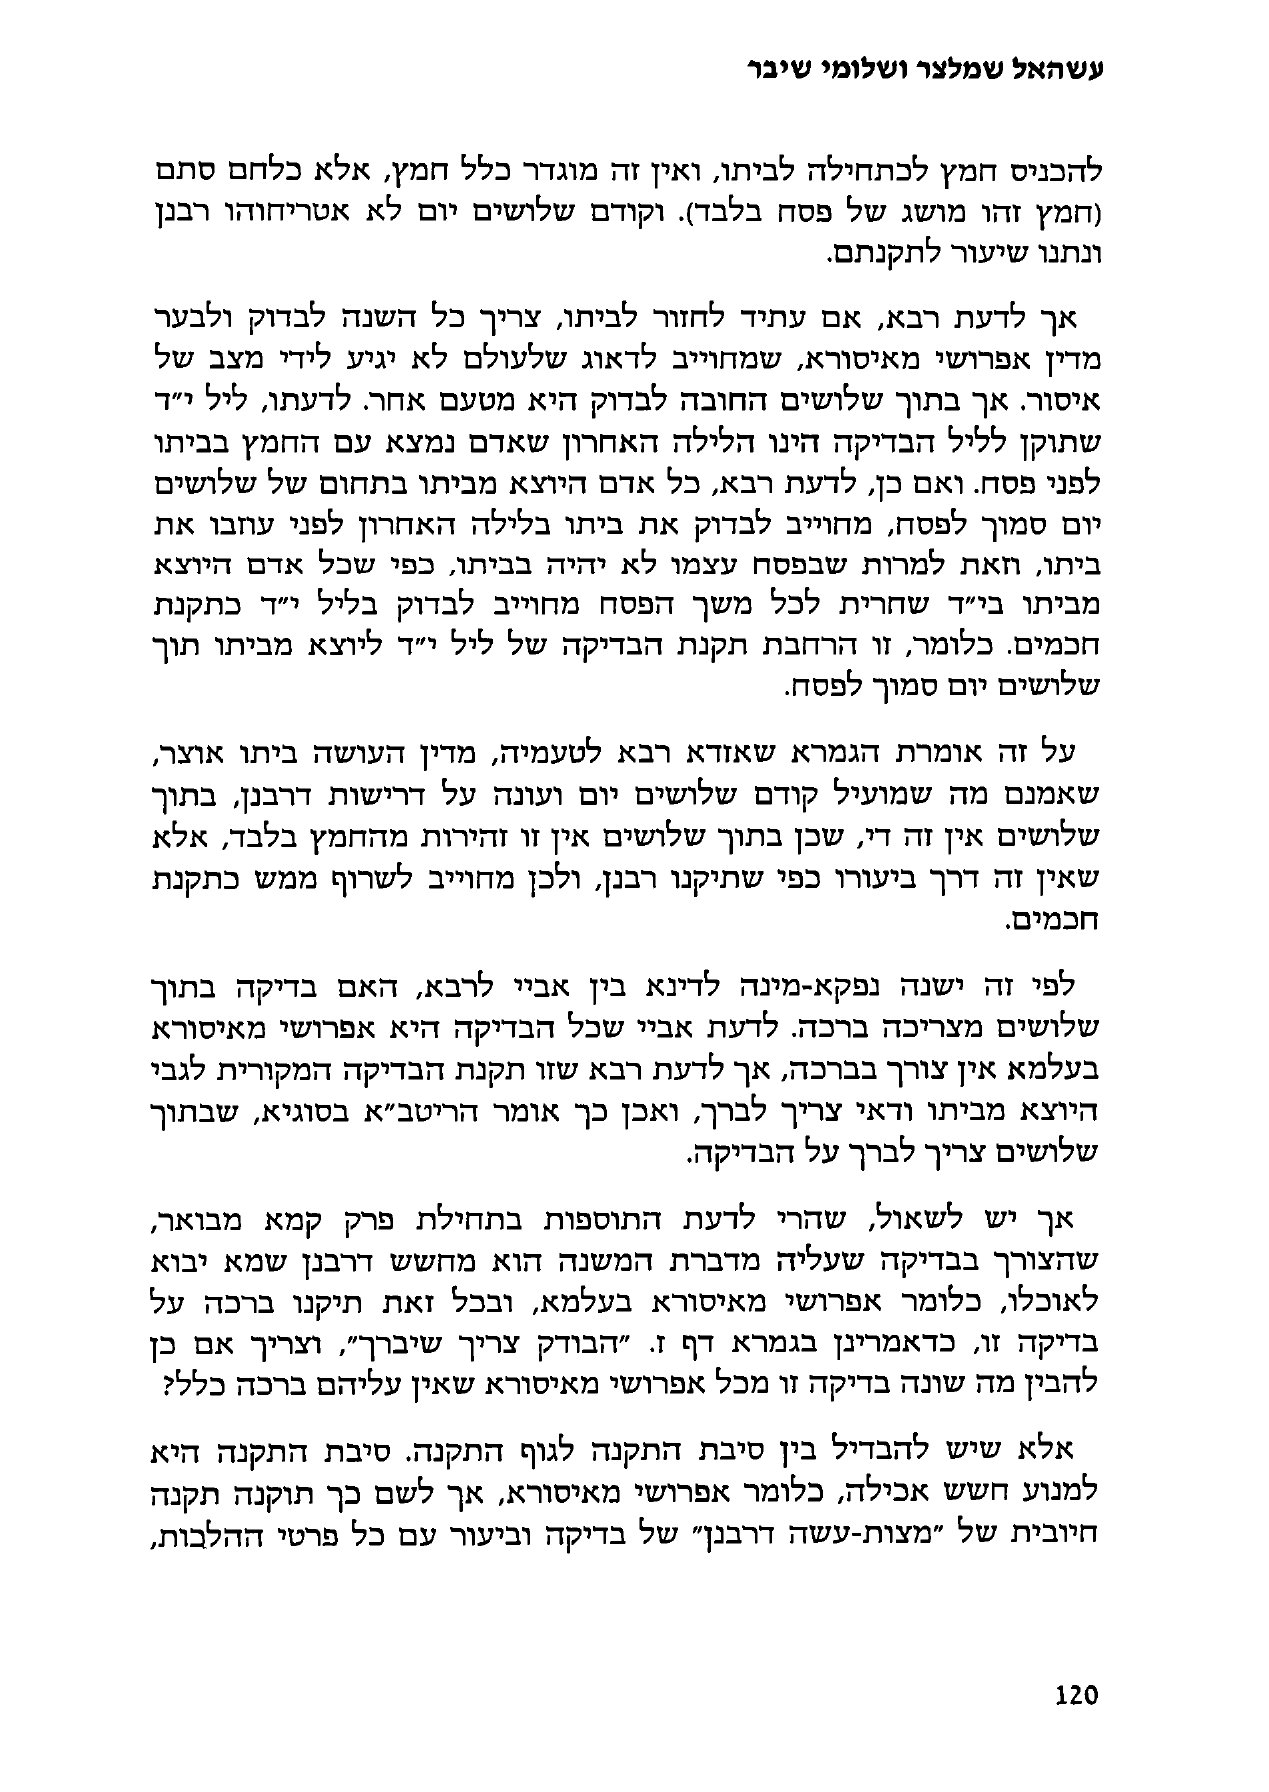 עשהאל שמלצר ושלומי שיבר
להכניס חמץ לכתחילה לביתו, ואין זה מוגדר כלל חמץ, אלא כלחם סתם
(חמץ זהו מושג של פסח בלבד). וקודם שלושים יום לא אטריחוהו רבנן
ונתנו שיעור לתקנתם.
אך לדעת רבא, אם עתיד לחזור לביתו, צריך כל השנה לבדוק ולבער
מדין אפרושי מאיסורא, שמחוייב לדאוג שלעולם לא יגיע לידי מצב של
איסור. אך בתוך שלושים החובה לבדוק היא מטעם אחר. לדעתו, ליל י״ד
שתוקן לליל הבדיקה הינו הלילה האחרון שאדם נמצא עם החמץ בביתו
לפני פסח. ואם כן, לדעת רבא, כל אדם היוצא מביתו בתחום של שלושים
יום סמוך לפסח, מחוייב לבדוק את ביתו בלילה האחרון לפני עוזבו את
ביתו, וזאת למרות שבפסח עצמו לא יהיה בביתו, כפי שכל אדם היוצא
מביתו בי״ד שחרית לכל משך הפסח מחוייב לבדוק בליל י״ד כתקנת
חכמים. כלומר, זו הרחבת תקנת הבדיקה של ליל י״ד ליוצא מביתו תוך
שלושים יום סמוך לפסח.
על זה אומרת הגמרא שאזדא רבא לטעמיה, מדין העושה ביתו אוצר,
שאמנם מה שמועיל קודם שלושים יום ועונה על דרישות דרבנן, בתוך
שלושים אין זה די, שכן בתוך שלושים אין זו זהירות מהחמץ בלבד, אלא
שאין זה דרך ביעורו כפי שתיקנו רבנן, ולכן מחוייב לשרוף ממש כתקנת
חכמים.
לפי זה ישנה נפקא-מינה לדינא בין אביי לרבא, האם בדיקה בתוך
שלושים מצריכה ברכה. לדעת אביי שכל הבדיקה היא אפרושי מאיסורא
בעלמא אין צורך בברכה, אך לדעת רבא שזו תקנת הבדיקה המקורית לגבי
היוצא מביתו ודאי צריך לברך, ואכן כך אומר הריטב״א בסוגיא, שבתוך
שלושים צריך לברך על הבדיקה.
אך יש לשאול, שהרי לדעת התוספות בתחילת פרק קמא מבואר,
שהצורך בבדיקה שעליה מדברת המשנה הוא מחשש דרבנן שמא יבוא
לאוכלו, כלומר אפרושי מאיסורא בעלמא, ובכל זאת תיקנו ברכה על
בדיקה זו, כדאמרינן בגמרא דף ז. ״הבודק צריך שיברך״, וצריך אם כן
להבין מה שונה בדיקה זו מכל אפרושי מאיסורא שאין עליהם ברכה כלל?
אלא שיש להבדיל בין סיבת התקנה לגוף התקנה. סיבת התקנה היא
למנוע חשש אכילה, כלומר אפרושי מאיסורא, אך לשם כך תוקנה תקנה
חיובית של ״מצות-עשה דרבנן״ של בדיקה וביעור עם כל פרטי ההלכות,
120